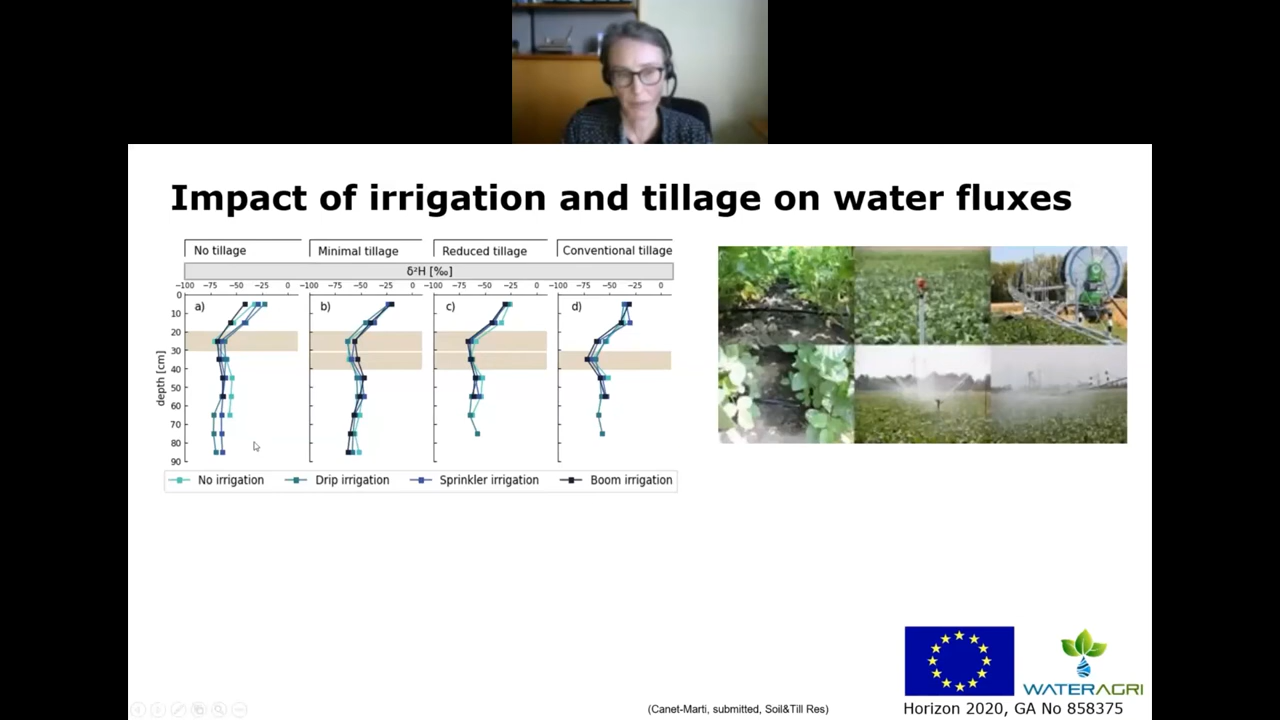 Impact of irrigation and tillage on water fluxes
No tillage
Minimal tillage
Reduced tillage
Conventional tillage
δ²H [‰]
−100 −75 −50 −25 0
−100 −75 −50 −25 0
−100 −75 −50 −25 0
−100 −75 −50 −25 0
a)
b)
c)
d)
depth [cm]
0
10
20
30
40
50
60
70
80
90
No irrigation
Drip irrigation
Sprinkler irrigation
Boom irrigation
WATERAGRI
(Canet-Marti, submitted, Soil&Till Res)
Horizon 2020, GA No 858375